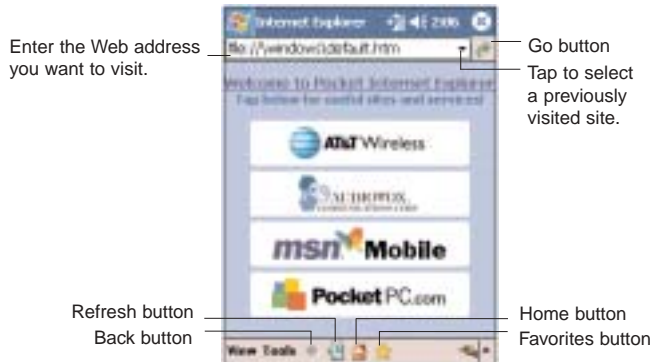 Internet Explorer 2:06
Enter the Web address
you want to visit.
file://\windows\default.htm
Go button
Tap to select
a previously
visited site.
Welcome to Pocket Internet Explorer
Tap below for useful sites and services!
AT&T Wireless
AUDIOVOX
msn Mobile
Pocket PC.com
Refresh button
Back button
Home button
Favorites button
View Tools